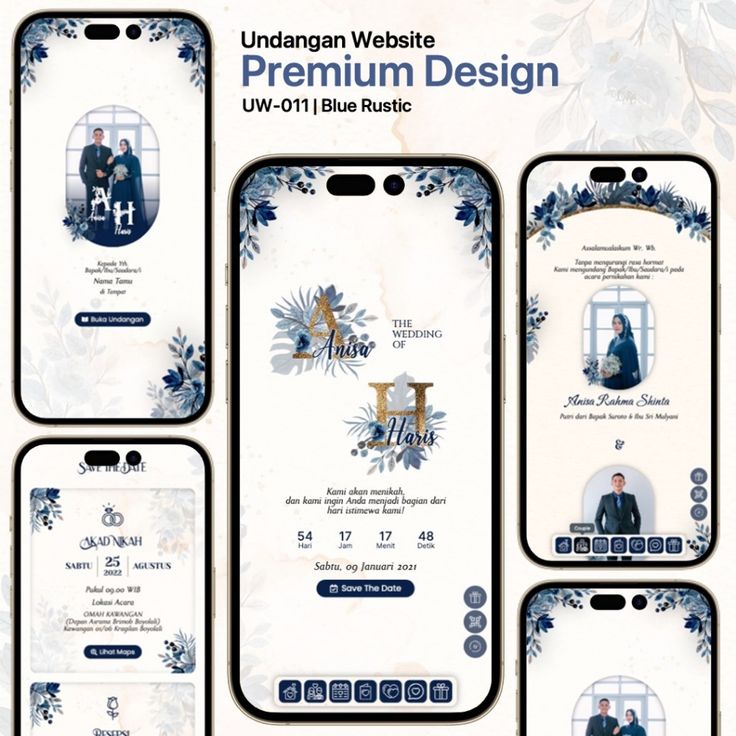 Undangan Website
Premium Design
UW-011 | Blue Rustic
A H
Anisa
Haris
Kepada Yth.
Bapak/Ibu/Saudara/i
Nama Tamu
di Tempat
Buka Undangan
A
Anisa
THE
WEDDING
OF
H
Haris
Kami akan menikah,
dan kami ingin Anda menjadi bagian dari
hari istimewa kami!
54 17 17 48
Hari Jam Menit Detik
Sabtu, 09 Januari 2021
Save The Date
Assalamualaikum Wr. Wb.
Tanpa mengurangi rasa hormat
Kami mengundang Bapak/Ibu/Saudara/i pada
acara pernikahan kami :
Anisa Rahma Shinta
Putri dari Bapak Suroto & Ibu Sri Mulyani
&
Couple
SAVE THE DATE
AKAD NIKAH
SABTU 25 AGUSTUS
2022
Pukul 09.00 WIB
Lokasi Acara
OMAH KAWANGAN
(Depan Asrama Brimob Boyolali)
Kawangan 01/06 Kragilan Boyolali
Lihat Maps
RESEPSI